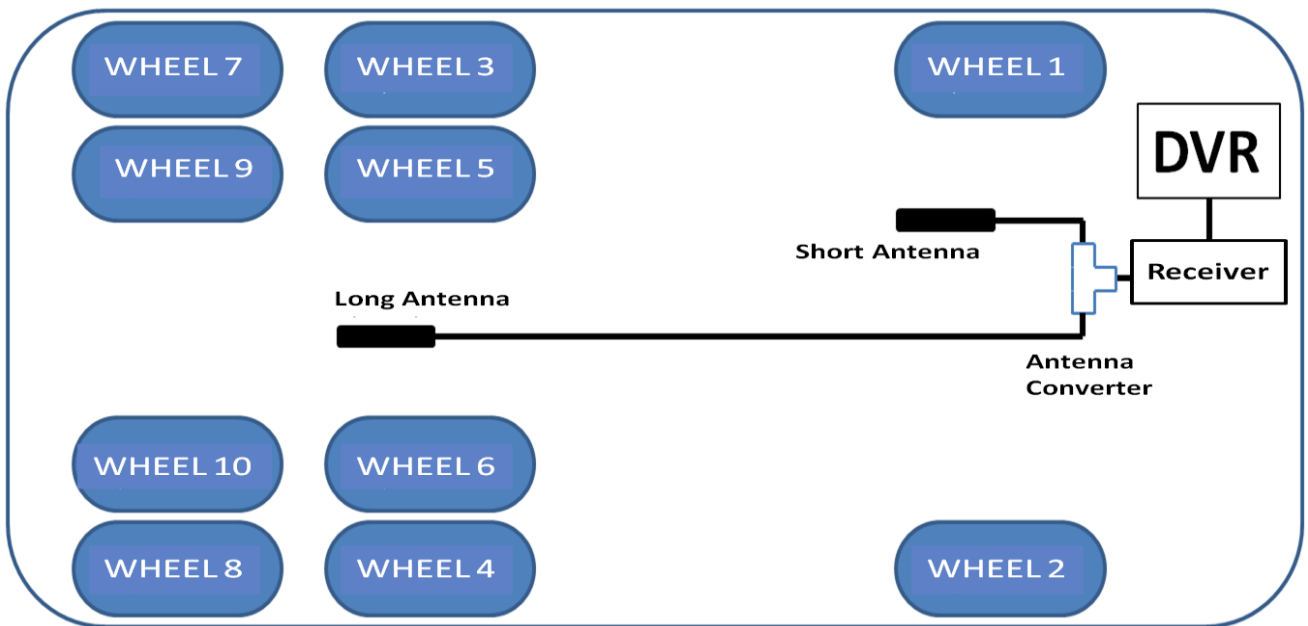 WHEEL 7
WHEEL 3
WHEEL 1
DVR
WHEEL 9
WHEEL 5
Short Antenna
Receiver
Long Antenna
Antenna
Converter
WHEEL 10
WHEEL 6
WHEEL 8
WHEEL 4
WHEEL 2